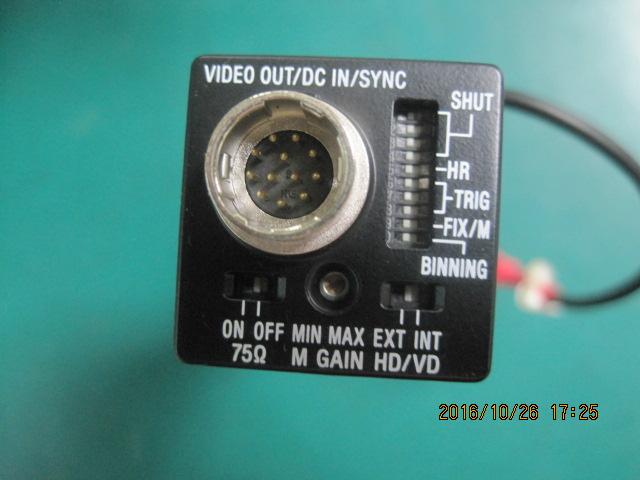 VIDEO OUT/DC IN/SYNC
SHUT
HR
TRIG
FIX/M
BINNING
ON OFF MIN MAX EXT INT
75Ω M GAIN HD/VD
2016/10/26 17:25